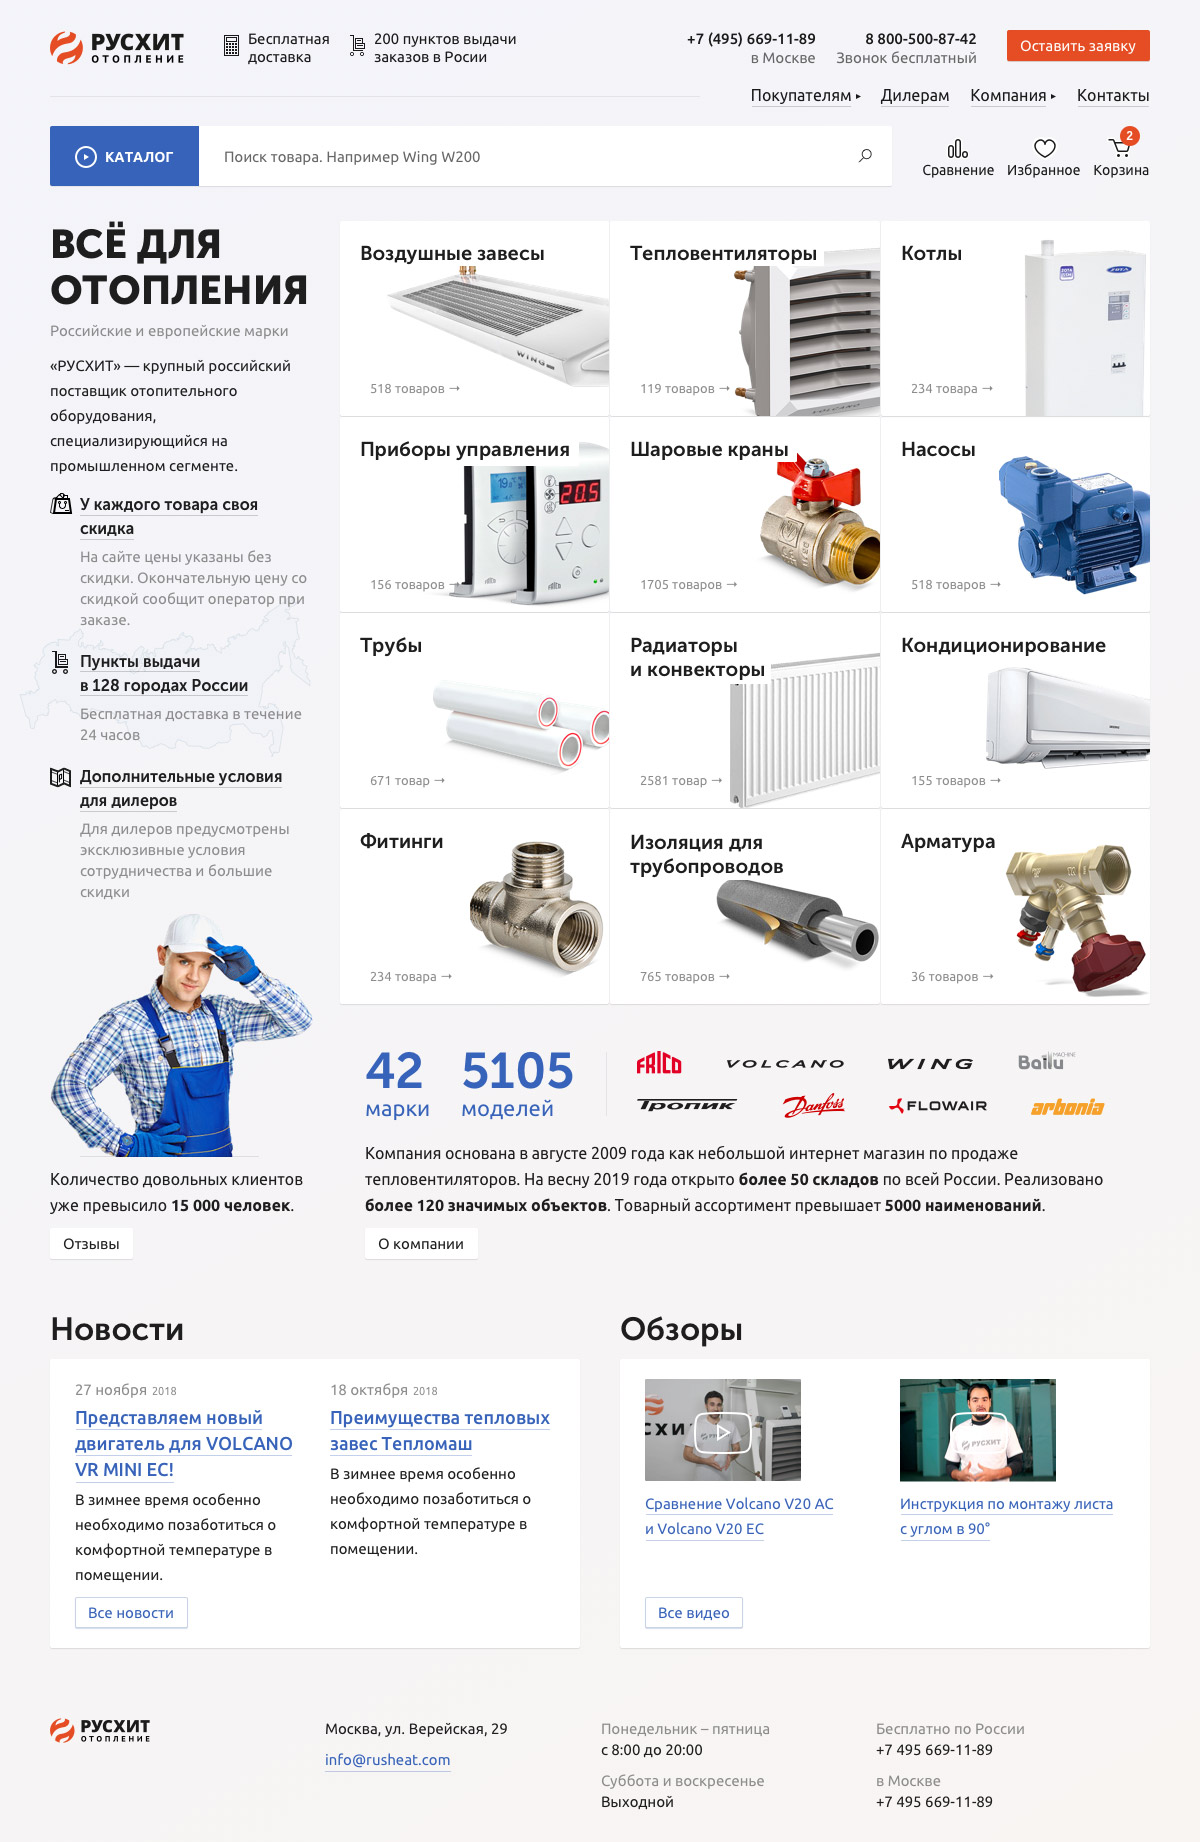 РУСХИТ
ОТОПЛЕНИЕ
Бесплатная
доставка
200 пунктов выдачи
заказов в Росии
+7 (495) 669-11-89
в Москве
8 800-500-87-42
Звонок бесплатный
Оставить заявку
Покупателям ▸ Дилерам Компания ▸ Контакты
КАТАЛОГ
Поиск товара. Например Wing W200
2
Сравнение Избранное Корзина
ВСЁ ДЛЯ
ОТОПЛЕНИЯ
Российские и европейские марки
«РУСХИТ» — крупный российский
поставщик отопительного
оборудования,
специализирующийся на
промышленном сегменте.
У каждого товара своя
скидка
На сайте цены указаны без
скидки. Окончательную цену со
скидкой сообщит оператор при
заказе.
Пункты выдачи
в 128 городах России
Бесплатная доставка в течение
24 часов
Дополнительные условия
для дилеров
Для дилеров предусмотрены
эксклюзивные условия
сотрудничества и большие
скидки
Количество довольных клиентов
уже превысило 15 000 человек.
Отзывы
Воздушные завесы
WING
518 товаров →
Тепловентиляторы
VOLCANO
119 товаров →
Котлы
ZOTA
234 товара →
Приборы управления
20.5
156 товаров →
Шаровые краны
1705 товаров →
Насосы
518 товаров →
Трубы
671 товар →
Радиаторы
и конвекторы
2581 товар →
Кондиционирование
155 товаров →
Фитинги
234 товара →
Изоляция для
трубопроводов
765 товаров →
Арматура
36 товаров →
42
марки
5105
моделей
FRICO VOLCANO WING Ballu MACHINE
Тропик Danfoss FLOWAIR arbonia
Компания основана в августе 2009 года как небольшой интернет магазин по продаже
тепловентиляторов. На весну 2019 года открыто более 50 складов по всей России. Реализовано
более 120 значимых объектов. Товарный ассортимент превышает 5000 наименований.
О компании
Новости
27 ноября 2018
Представляем новый
двигатель для VOLCANO
VR MINI EC!
В зимнее время особенно
необходимо позаботиться о
комфортной температуре в
помещении.
18 октября 2018
Преимущества тепловых
завес Тепломаш
В зимнее время особенно
необходимо позаботиться о
комфортной температуре в
помещении.
Все новости
Обзоры
РУСХИТ
Сравнение Volcano V20 AC
и Volcano V20 EC
Инструкция по монтажу листа
с углом в 90°
Все видео
РУСХИТ
ОТОПЛЕНИЕ
Москва, ул. Верейская, 29
info@rusheat.com
Понедельник – пятница
с 8:00 до 20:00
Суббота и воскресенье
Выходной
Бесплатно по России
+7 495 669-11-89
в Москве
+7 495 669-11-89